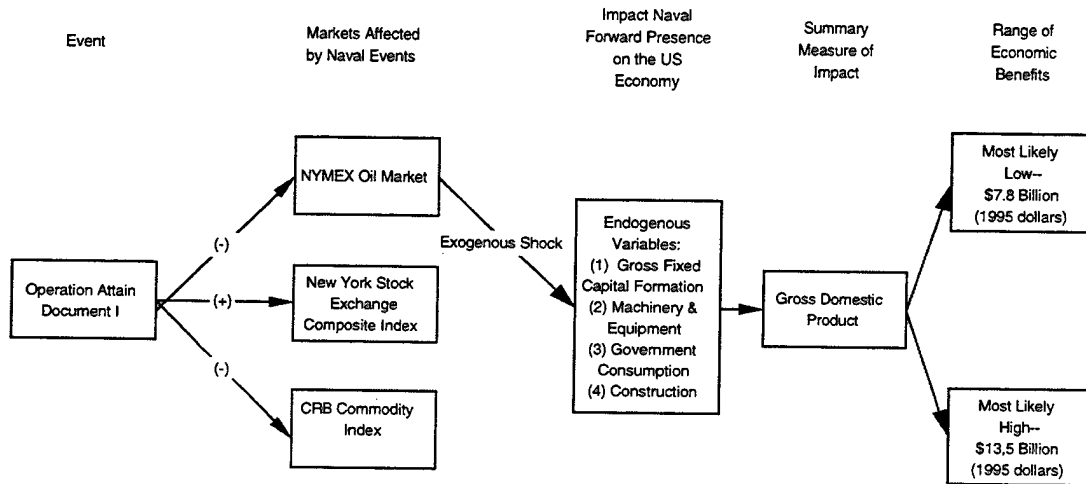 Event
Markets Affected
by Naval Events
Impact Naval
Forward Presence
on the US
Economy
Summary
Measure of
Impact
Range of
Economic
Benefits
Operation Attain
Document I
(-)
(+)
(-)
NYMEX Oil Market
New York Stock
Exchange
Composite Index
CRB Commodity
Index
Exogenous Shock
Endogenous
Variables:
(1) Gross Fixed
Capital Formation
(2) Machinery &
Equipment
(3) Government
Consumption
(4) Construction
Gross Domestic
Product
Most Likely
Low--
$7.8 Billion
(1995 dollars)
Most Likely
High--
$13,5 Billion
(1995 dollars)